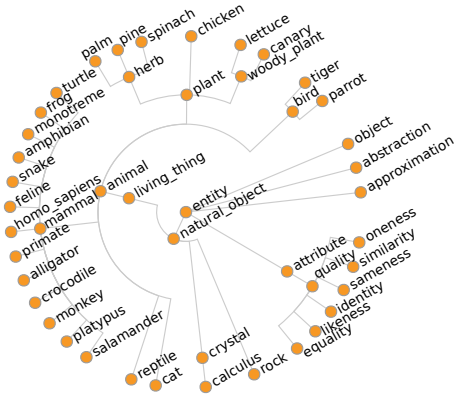 chicken
lettuce
spinach
pine
palm
canary
woody_plant
herb
plant
tiger
turtle
parrot
bird
frog
monotreme
object
amphibian
abstraction
snake
approximation
animal
living_thing
feline
entity
homo_sapiens
mammal
natural_object
oneness
primate
attribute
similarity
quality
sameness
alligator
identity
crocodile
likeness
monkey
equality
platypus
crystal
salamander
rock
reptile
cat
calculus